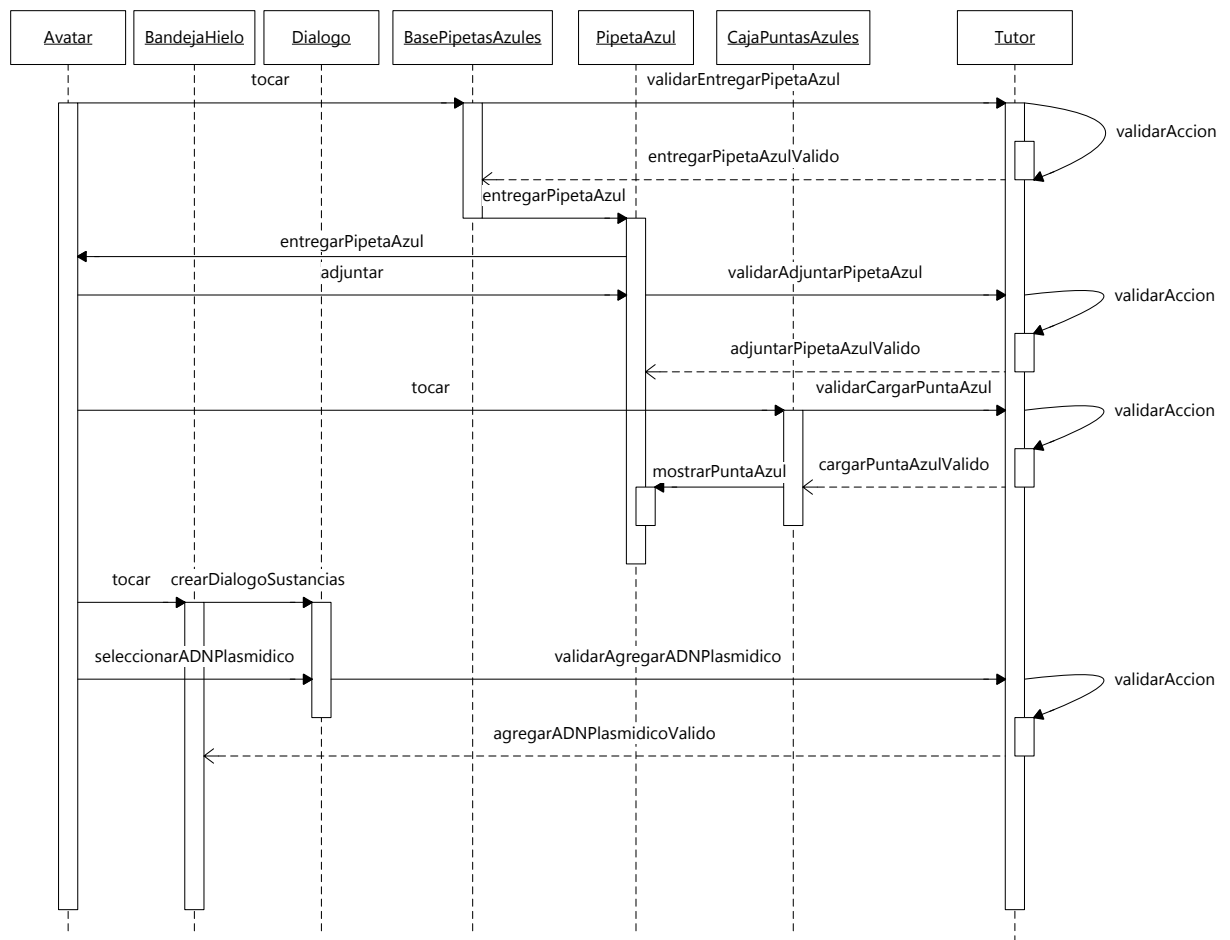 Avatar
BandejaHielo
Dialogo
BasePipetasAzules
PipetaAzul
CajaPuntasAzules
Tutor
tocar
validarEntregarPipetaAzul
validarAccion
entregarPipetaAzulValido
entregarPipetaAzul
entregarPipetaAzul
adjuntar
validarAdjuntarPipetaAzul
validarAccion
adjuntarPipetaAzulValido
tocar
validarCargarPuntaAzul
validarAccion
mostrarPuntaAzul
cargarPuntaAzulValido
tocar
crearDialogoSustancias
seleccionarADNPlasmidico
validarAgregarADNPlasmidico
validarAccion
agregarADNPlasmidicoValido